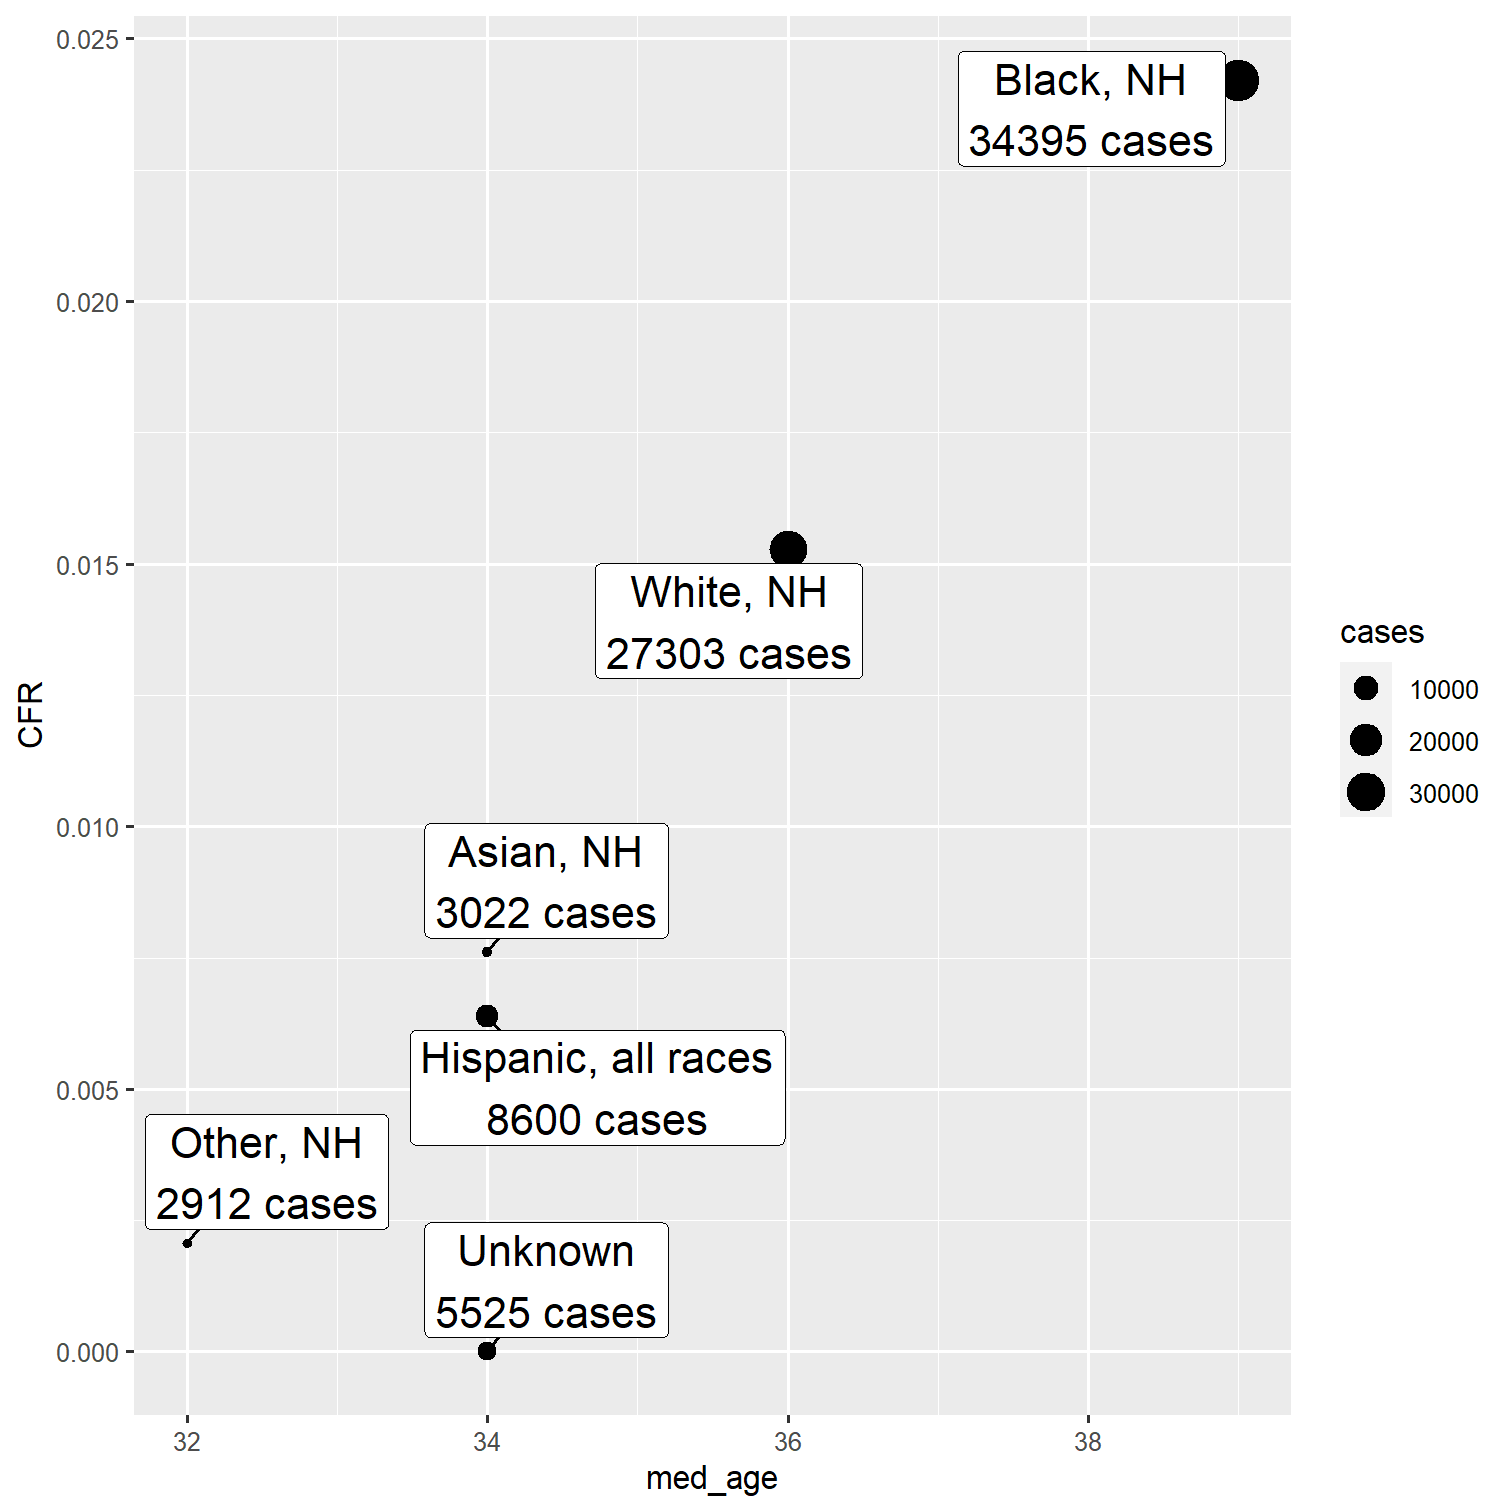 0.025
0.020
0.015
0.010
0.005
0.000
CFR
Black, NH
34395 cases
White, NH
27303 cases
Asian, NH
3022 cases
Hispanic, all races
8600 cases
Other, NH
2912 cases
Unknown
5525 cases
32
34
36
38
med_age
cases
10000
20000
30000